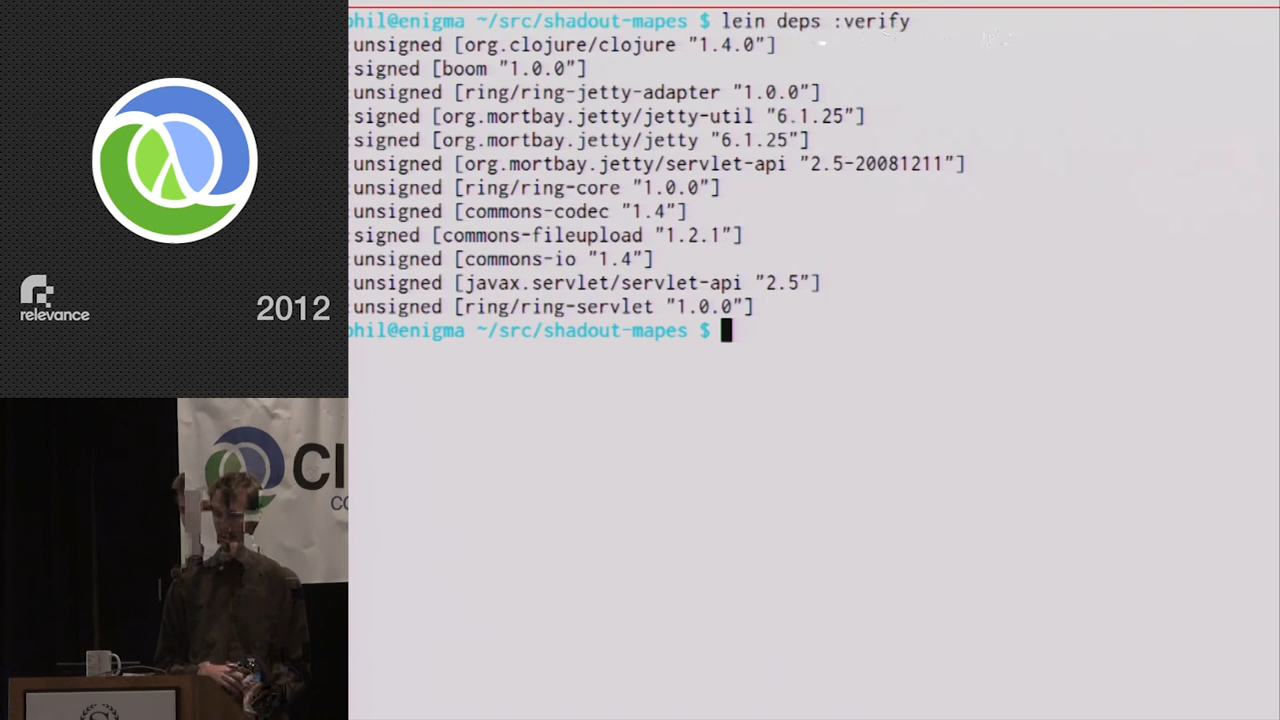 phil@enigma ~/src/shadout-mapes $ lein deps :verify
:unsigned [org.clojure/clojure "1.4.0"]
:signed [boom "1.0.0"]
:unsigned [ring/ring-jetty-adapter "1.0.0"]
:unsigned [org.mortbay.jetty/jetty-util "6.1.25"]
:signed [org.mortbay.jetty/jetty "6.1.25"]
:unsigned [org.mortbay.jetty/servlet-api "2.5-20081211"]
:unsigned [ring/ring-core "1.0.0"]
:unsigned [commons-codec "1.4"]
:signed [commons-fileupload "1.2.1"]
:unsigned [commons-io "1.4"]
:unsigned [javax.servlet/servlet-api "2.5"]
:unsigned [ring/ring-servlet "1.0.0"]
phil@enigma ~/src/shadout-mapes $
relevance
2012
Cl
CO
S